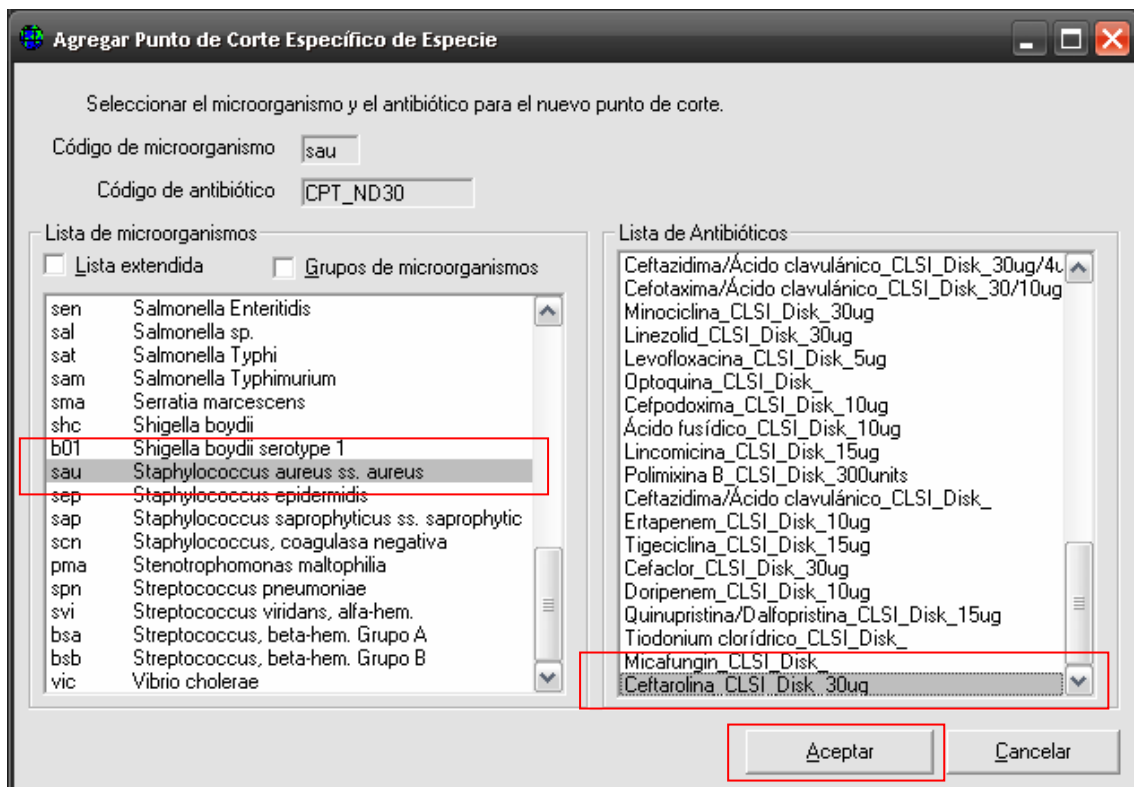 Agregar Punto de Corte Específico de Especie
Seleccionar el microorganismo y el antibiótico para el nuevo punto de corte.
Código de microorganismo sau
Código de antibiótico CPT_ND30
Lista de microorganismos
Lista extendida Grupos de microorganismos
sen Salmonella Enteritidis
sal Salmonella sp.
sat Salmonella Typhi
sam Salmonella Typhimurium
sma Serratia marcescens
shc Shigella boydii
b01 Shigella boydii serotype 1
sau Staphylococcus aureus ss. aureus
sep Staphylococcus epidermidis
sap Staphylococcus saprophyticus ss. saprophytic
scn Staphylococcus, coagulasa negativa
pma Stenotrophomonas maltophilia
spn Streptococcus pneumoniae
svi Streptococcus viridans, alfa-hem.
bsa Streptococcus, beta-hem. Grupo A
bsb Streptococcus, beta-hem. Grupo B
vic Vibrio cholerae
Lista de Antibióticos
Ceftazidima/Ácido clavulánico_CLSI_Disk_30ug/4u
Cefotaxima/Ácido clavulánico_CLSI_Disk_30/10ug
Minociclina_CLSI_Disk_30ug
Linezolid_CLSI_Disk_30ug
Levofloxacina_CLSI_Disk_5ug
Optoquina_CLSI_Disk_
Cefpodoxima_CLSI_Disk_10ug
Ácido fusídico_CLSI_Disk_10ug
Lincomicina_CLSI_Disk_15ug
Polimixina B_CLSI_Disk_300units
Ceftazidima/Ácido clavulánico_CLSI_Disk_
Ertapenem_CLSI_Disk_10ug
Tigeciclina_CLSI_Disk_15ug
Cefaclor_CLSI_Disk_30ug
Doripenem_CLSI_Disk_10ug
Quinupristina/Dalfopristina_CLSI_Disk_15ug
Tiodonium clorídrico_CLSI_Disk_
Micafungin_CLSI_Disk_
Ceftarolina_CLSI_Disk_30ug
Aceptar Cancelar